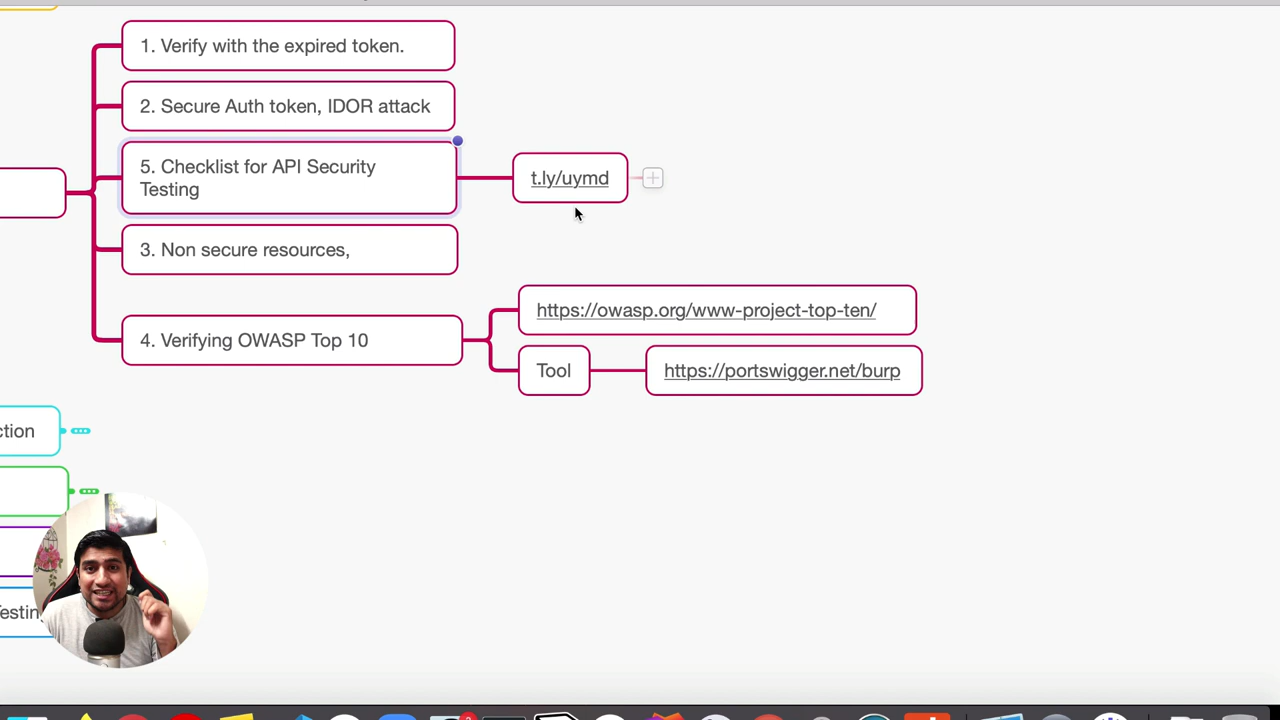 1. Verify with the expired token.
2. Secure Auth token, IDOR attack
5. Checklist for API Security
Testing
t.ly/uymd
3. Non secure resources,
https://owasp.org/www-project-top-ten/
4. Verifying OWASP Top 10
Tool
https://portswigger.net/burp